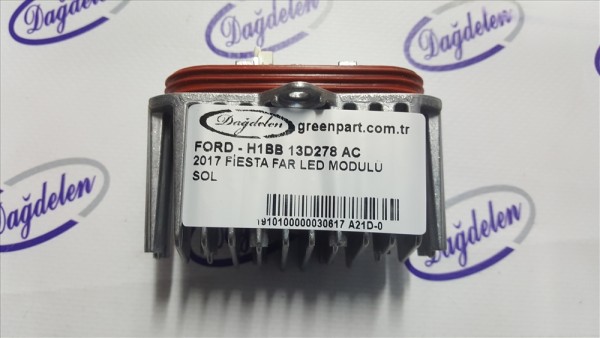 Dağdelen
Dağdelen
Dağdelen
greenpart.com.tr
FORD - H1BB 13D278 AC
2017 FİESTA FAR LED MODULU
SOL
1910100000030617 A21D-0
Dağdelen
Dağdelen
Dağdelen